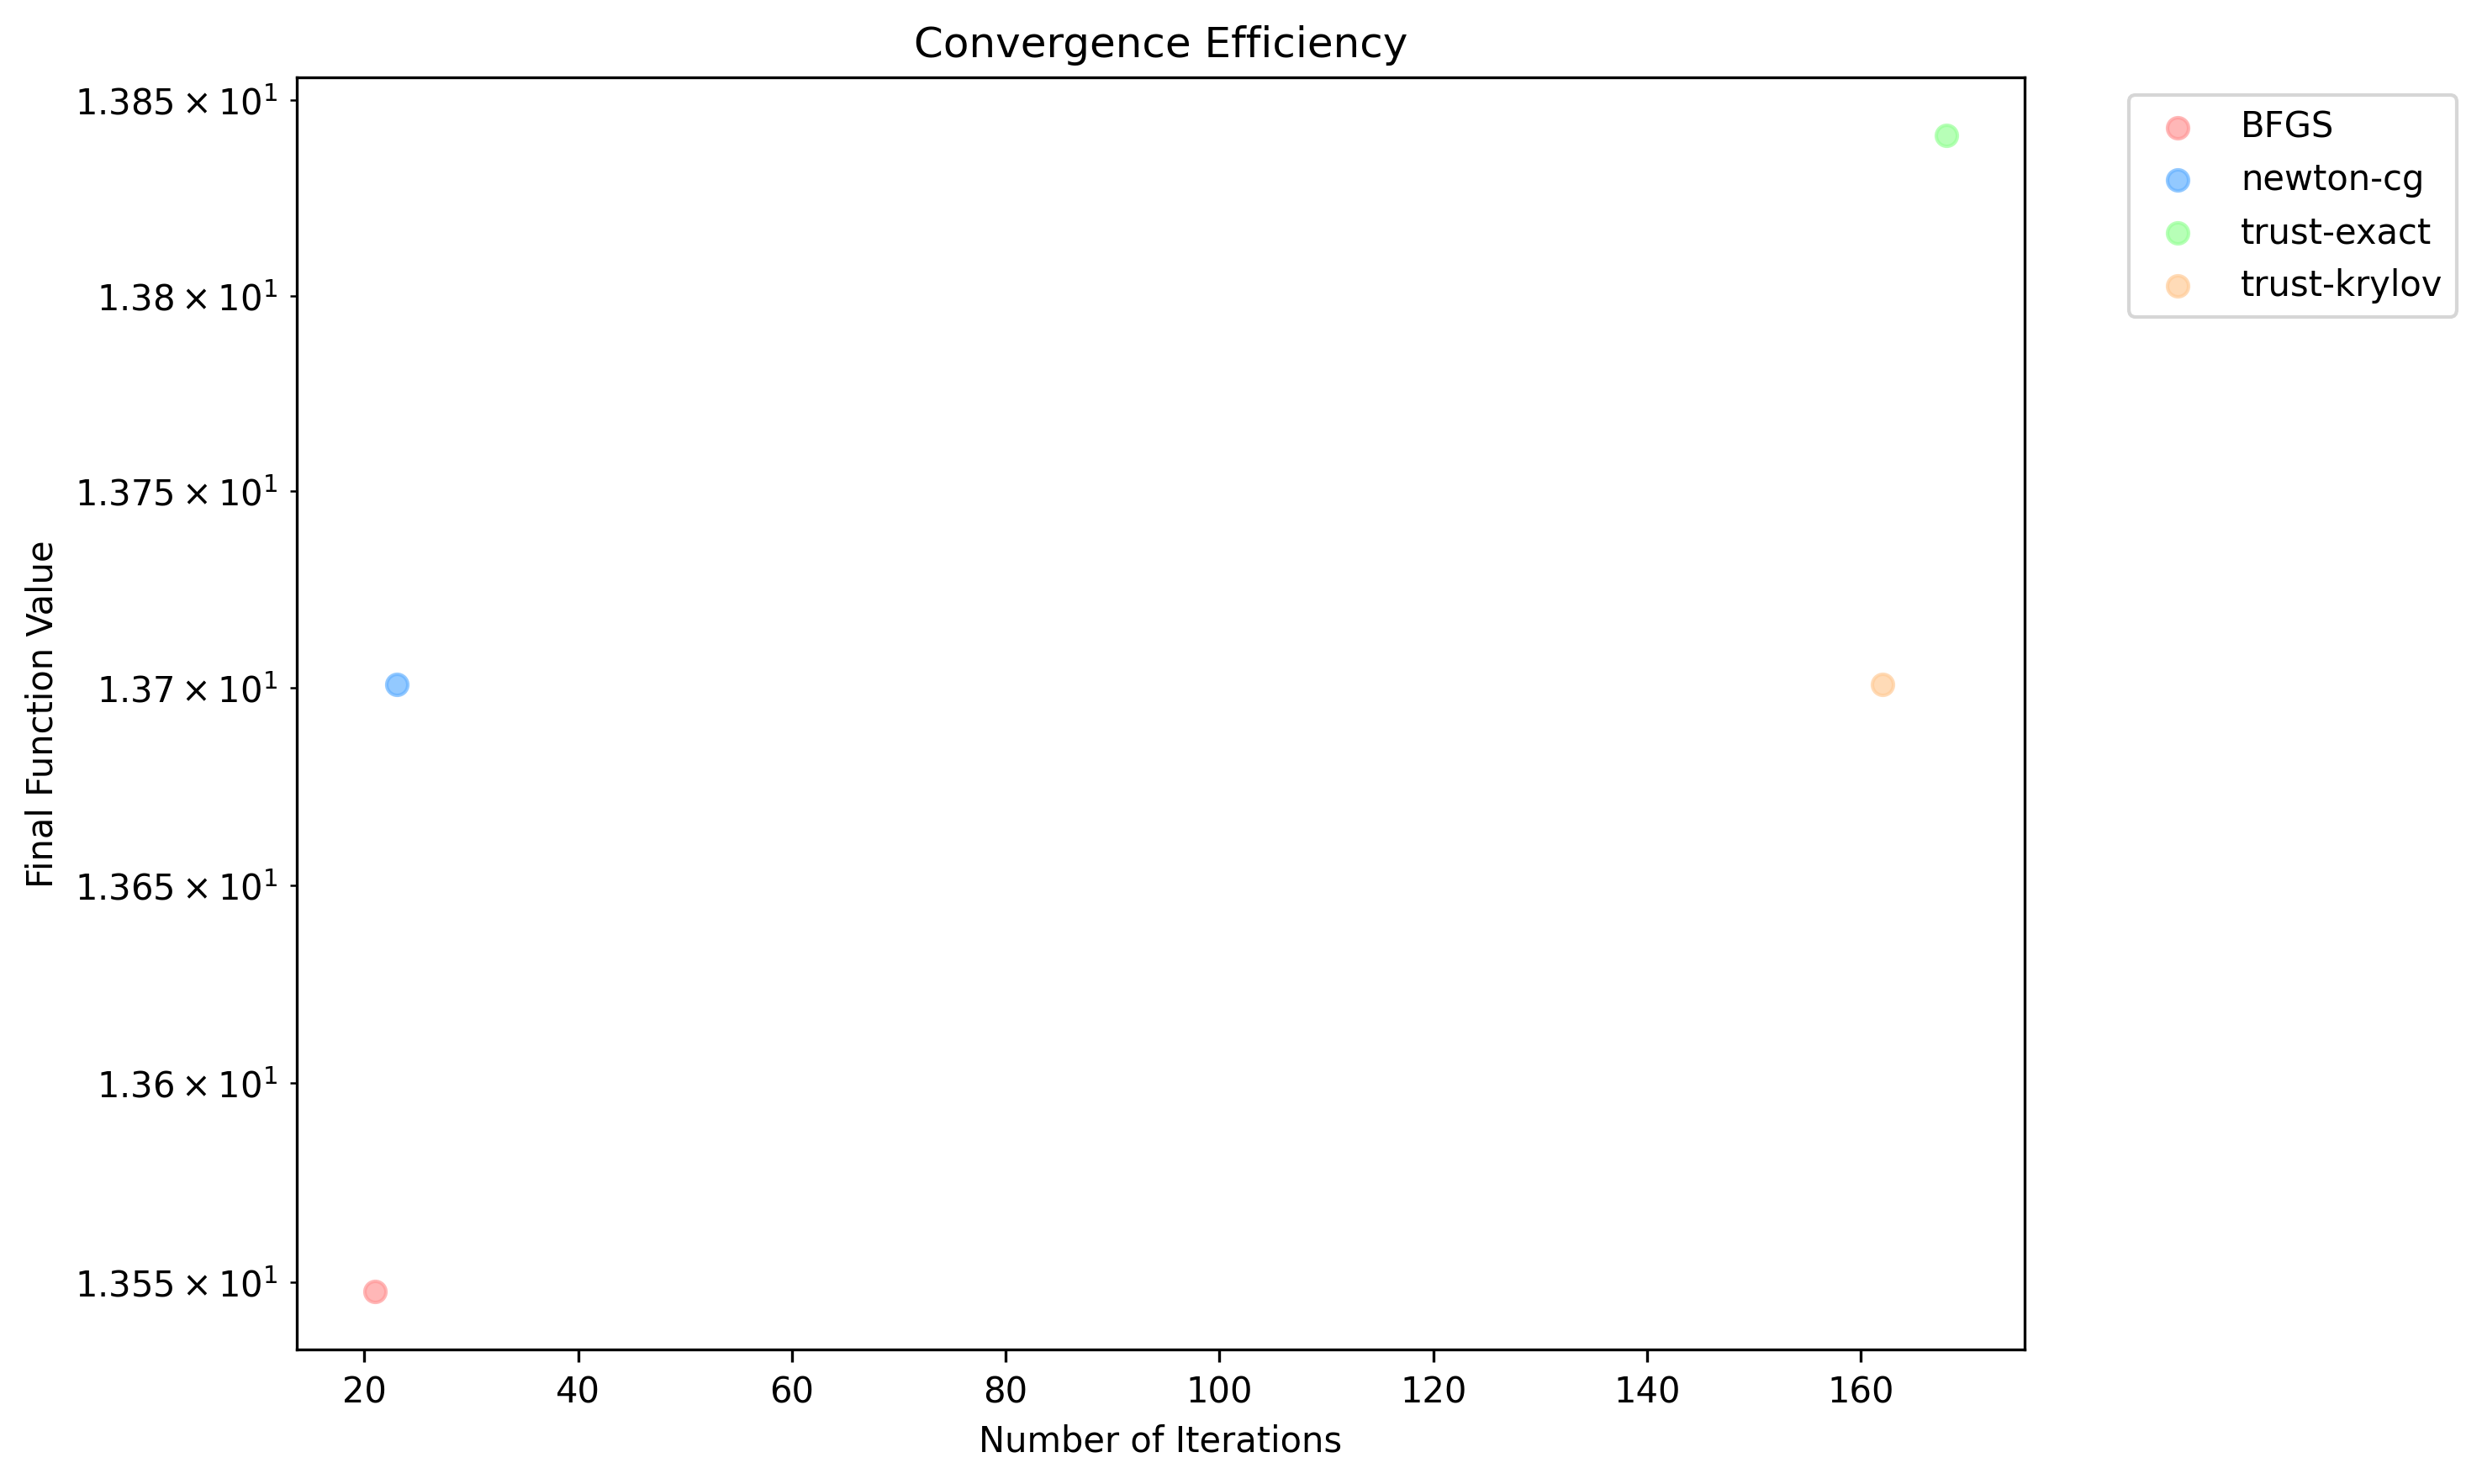 Convergence Efficiency
Final Function Value
1.385 × 10¹
1.38 × 10¹
1.375 × 10¹
1.37 × 10¹
1.365 × 10¹
1.36 × 10¹
1.355 × 10¹
20 40 60 80 100 120 140 160
Number of Iterations
BFGS
newton-cg
trust-exact
trust-krylov